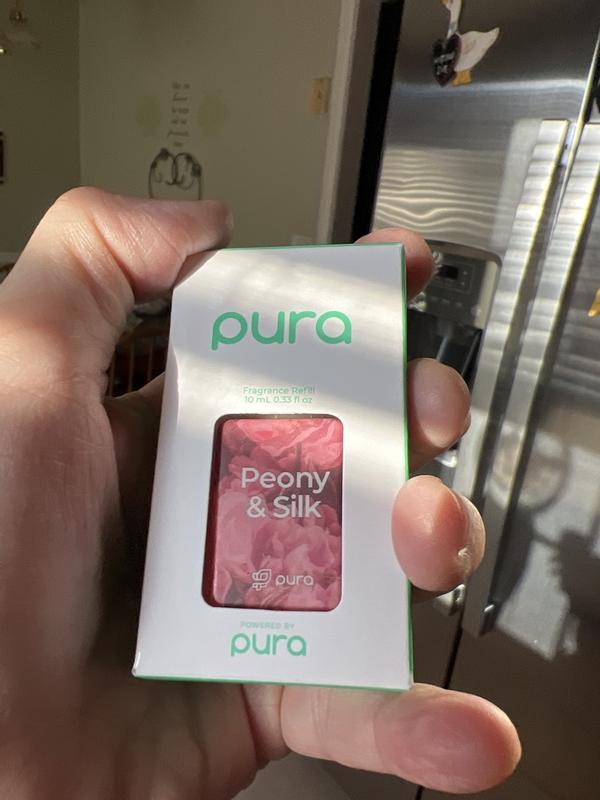 pura
Fragrance Refill
10 mL 0.33 fl oz
Peony
& Silk
pura
POWERED BY
pura